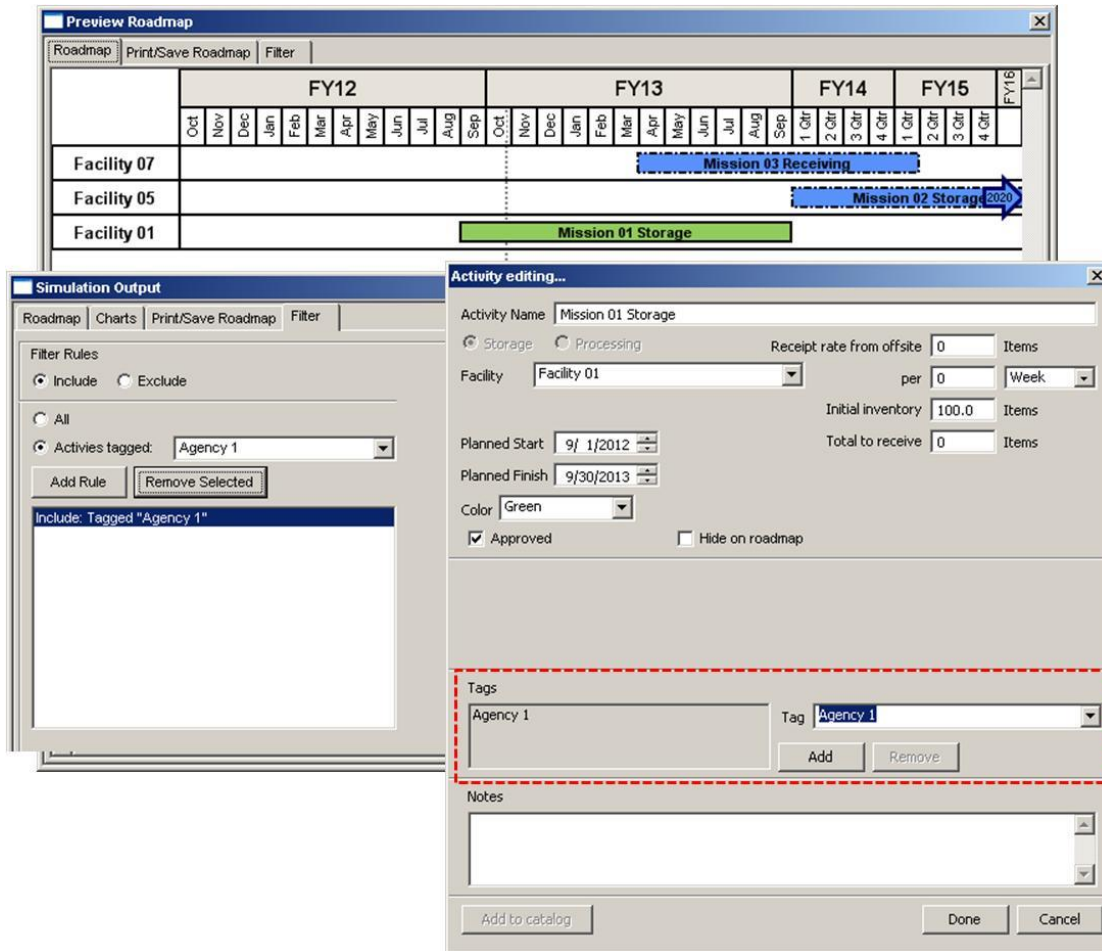 Preview Roadmap
Roadmap Print/Save Roadmap Filter
FY12 FY13 FY14 FY15 FY16
Oct Nov Dec Jan Feb Mar Apr May Jun Jul Aug Sep Oct Nov Dec Jan Feb Mar Apr May Jun Jul Aug Sep 1 Qtr 2 Qtr 3 Qtr 4 Qtr 1 Qtr 2 Qtr 3 Qtr 4 Qtr
Facility 07 Mission 03 Receiving
Facility 05 Mission 02 Storage 2020
Facility 01 Mission 01 Storage
Simulation Output
Roadmap Charts Print/Save Roadmap Filter
Filter Rules
Include Exclude
All
Activies tagged: Agency 1
Add Rule Remove Selected
Include: Tagged "Agency 1"
Activity editing...
Activity Name Mission 01 Storage
Storage Processing Receipt rate from offsite 0 Items
Facility Facility 01 per 0 Week
Initial inventory 100.0 Items
Planned Start 9/ 1/2012 Total to receive 0 Items
Planned Finish 9/30/2013
Color Green
Approved Hide on roadmap
Tags
Agency 1 Tag Agency 1
Add Remove
Notes
Add to catalog Done Cancel